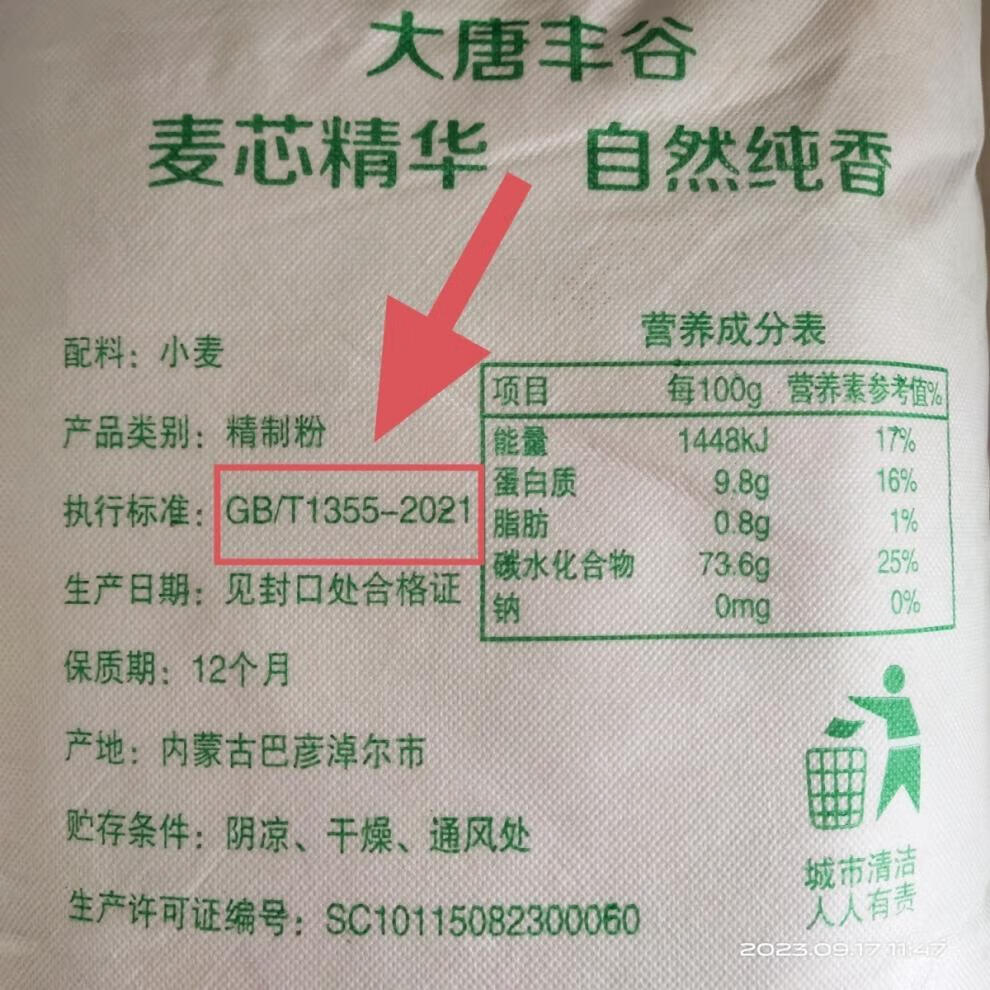 大唐丰谷
麦芯精华 自然纯香
配料：小麦
产品类别：精制粉
执行标准：GB/T1355-2021
生产日期：见封口处合格证
保质期：12个月
产地：内蒙古巴彦淖尔市
贮存条件：阴凉、干燥、通风处
生产许可证编号：SC10115082300060
营养成分表
项目 每100g 营养素参考值%
能量 1448kJ 17%
蛋白质 9.8g 16%
脂肪 0.8g 1%
碳水化合物 73.6g 25%
钠 0mg 0%
城市清洁
人人有责
2023.09.17 11:47